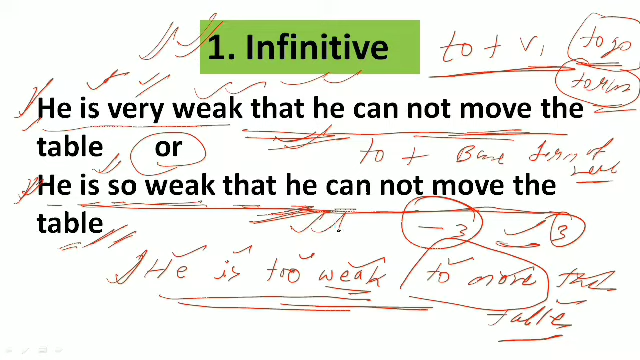 1. Infinitive
to + V1 to go
to run
He is very weak that he can not move the
table or
to + Base form of verb
He is so weak that he can not move the
table
- 3 3
He is too weak to move the
table